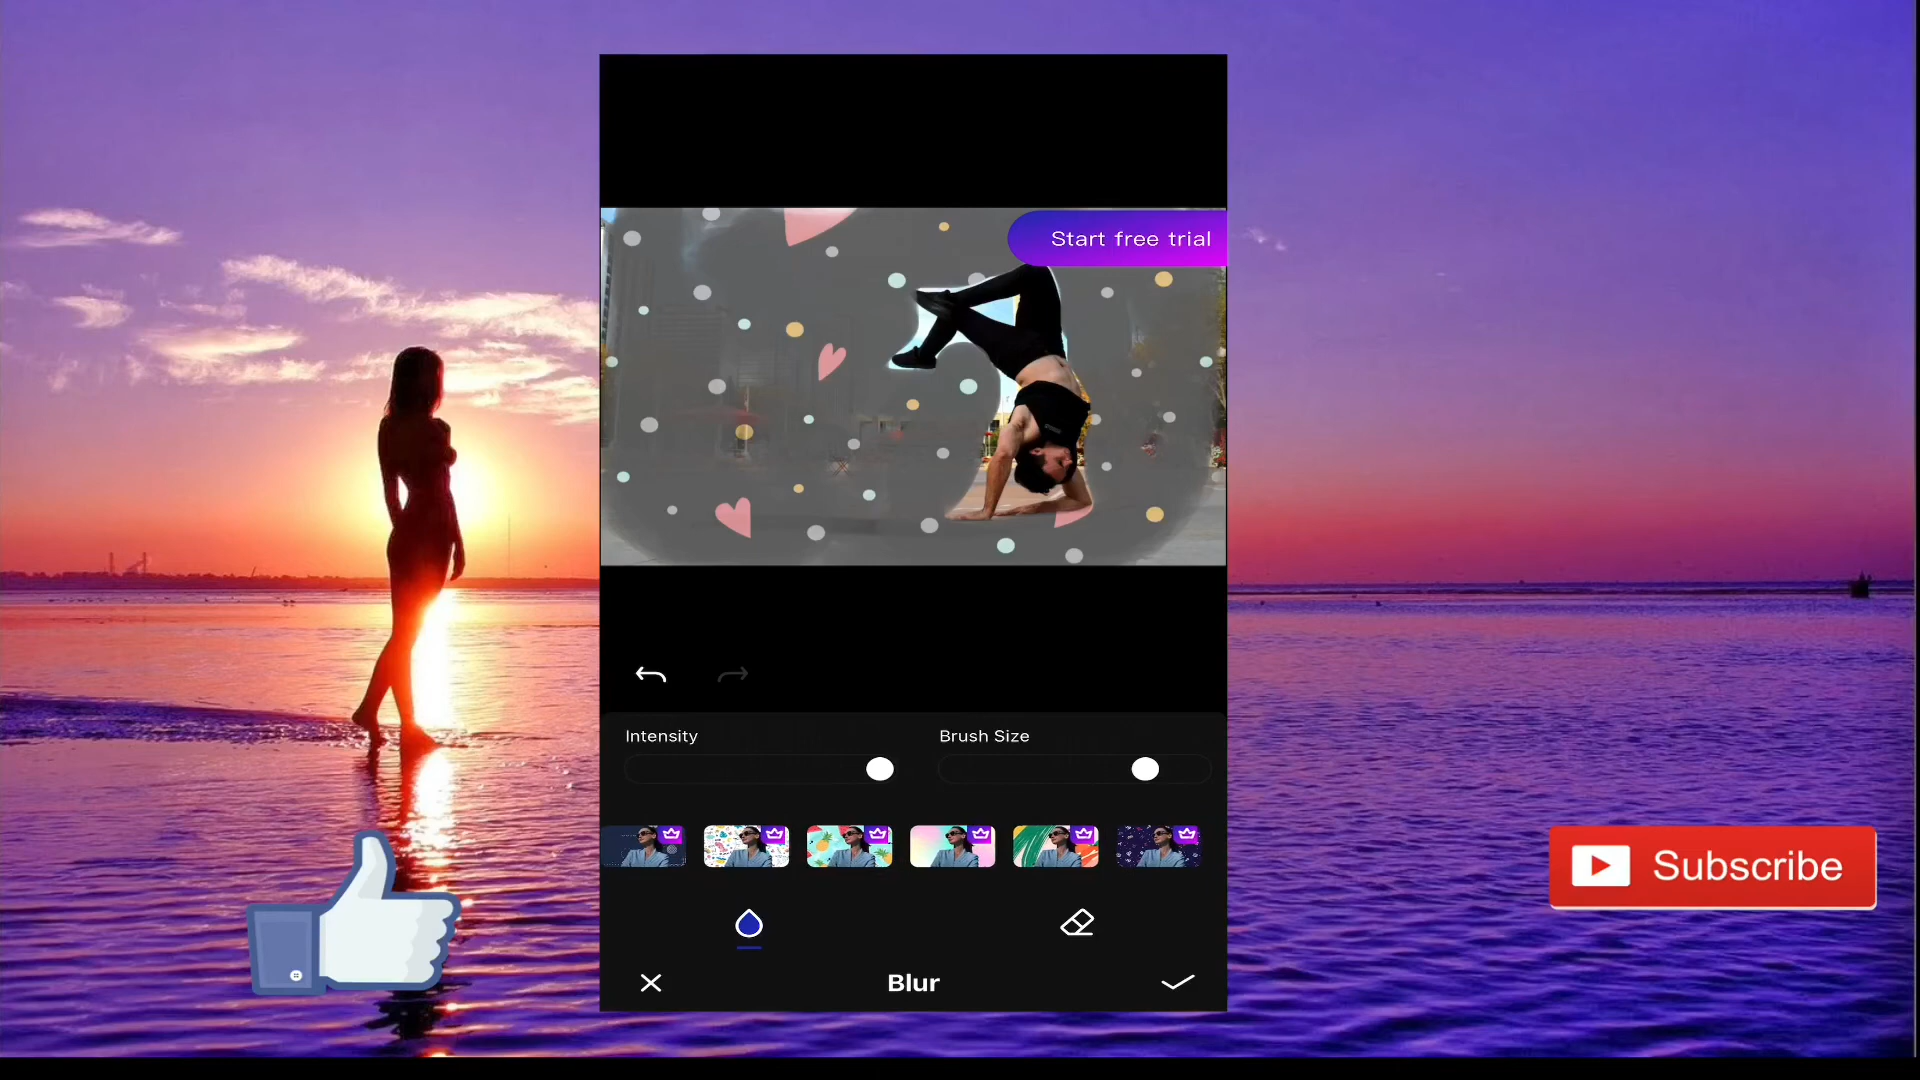 Start free trial
Intensity
Brush Size
Subscribe
Blur